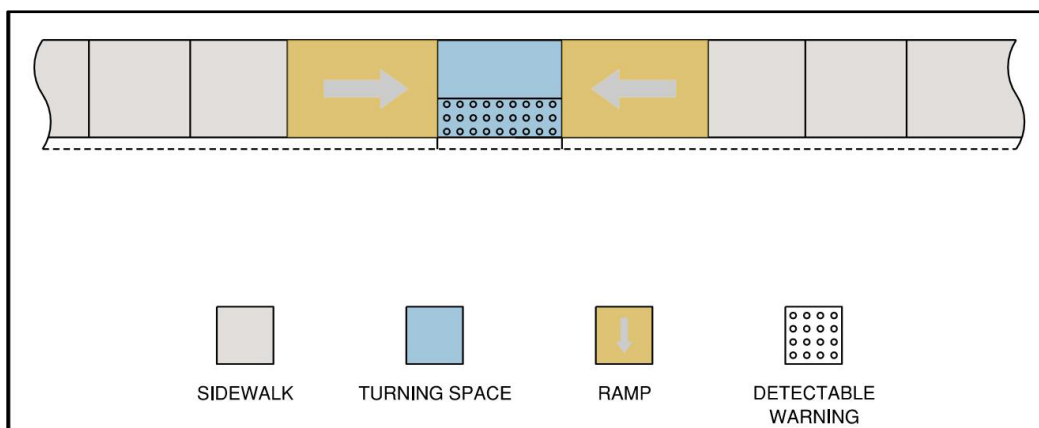 SIDEWALK
TURNING SPACE
RAMP
DETECTABLE
WARNING